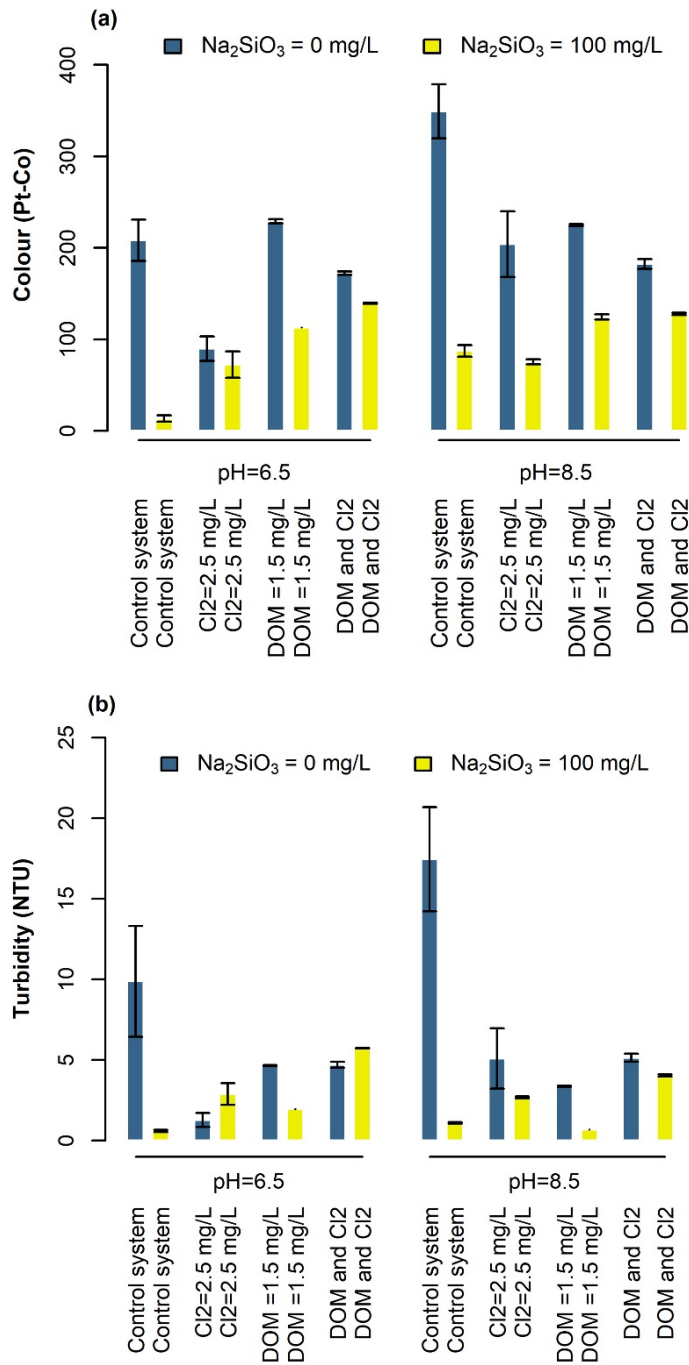 (a)
Na₂SiO₃ = 0 mg/L
Na₂SiO₃ = 100 mg/L
Colour (Pt-Co)
400
300
200
100
0
pH=6.5
pH=8.5
Control system
Control system
Cl2=2.5 mg/L
Cl2=2.5 mg/L
DOM =1.5 mg/L
DOM =1.5 mg/L
DOM and Cl2
DOM and Cl2
Control system
Control system
Cl2=2.5 mg/L
Cl2=2.5 mg/L
DOM =1.5 mg/L
DOM =1.5 mg/L
DOM and Cl2
DOM and Cl2
(b)
Na₂SiO₃ = 0 mg/L
Na₂SiO₃ = 100 mg/L
Turbidity (NTU)
25
20
15
10
5
0
pH=6.5
pH=8.5
Control system
Control system
Cl2=2.5 mg/L
Cl2=2.5 mg/L
DOM =1.5 mg/L
DOM =1.5 mg/L
DOM and Cl2
DOM and Cl2
Control system
Control system
Cl2=2.5 mg/L
Cl2=2.5 mg/L
DOM =1.5 mg/L
DOM =1.5 mg/L
DOM and Cl2
DOM and Cl2